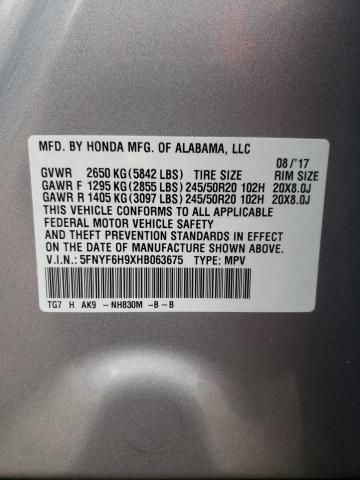 MFD. BY HONDA MFG. OF ALABAMA, LLC
08/'17
GVWR 2650 KG (5842 LBS) TIRE SIZE RIM SIZE
GAWR F 1295 KG (2855 LBS) 245/50R20 102H 20X8.0J
GAWR R 1405 KG (3097 LBS) 245/50R20 102H 20X8.0J
THIS VEHICLE CONFORMS TO ALL APPLICABLE
FEDERAL MOTOR VEHICLE SAFETY
AND THEFT PREVENTION STANDARDS IN EFFECT ON
THE DATE OF MANUFACTURE SHOWN ABOVE.
V.I.N.: 5FNYF6H9XHB063675 TYPE: MPV
TG7 H AK9 -NH830M -B -B